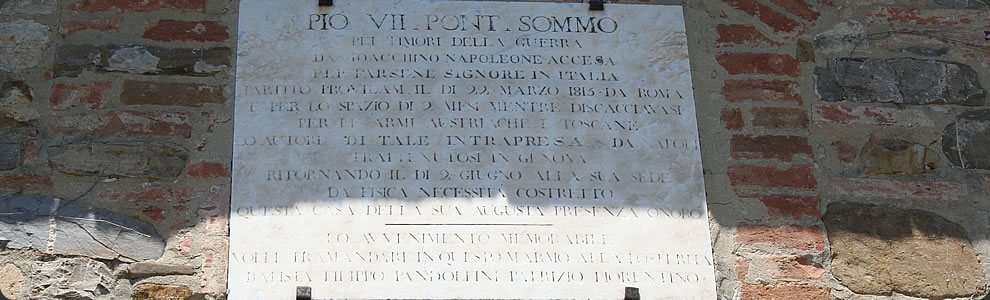 PIO VII. PONT. SOMMO
PEI TIMORI DELLA GUERRA
DA IOACCHINO NAPOLEONE ACCESA
PER FARSENE SIGNORE IN ITALIA
PARTITO PROVILAM. IL DI 22. MARZO 1815 DA ROMA
E PER LO SPAZIO DI 2. MESI MENTRE DISCACCIAVASI
PER LE ARMI AUSTRIACHE E TOSCANE
LO AUTORE DI TALE INTRAPRESA DA NAPOLI
TRATTENUTOSI IN GENOVA
RITORNANDO IL DI 2. GIUGNO ALLA SUA SEDE
DA FISICA NECESSITA COSTRETTO
QUESTA CASA DELLA SUA AUGUSTA PRESENZA ONORO
LO AVVENIMENTO MEMORABILE
VOLLE TRAMANDARE IN QUESTO MARMO ALLA POSTERITA
BATISTA FILIPPO PANDOLFINI PATRIZIO FIORENTINO